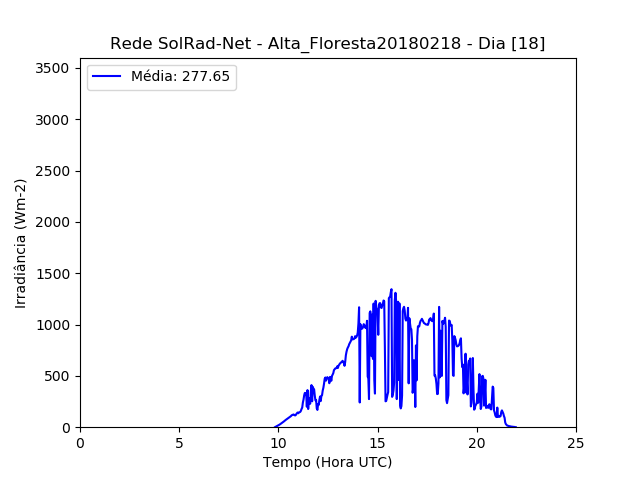 Rede SolRad-Net - Alta_Floresta20180218 - Dia [18]
Média: 277.65
3500
3000
2500
2000
1500
1000
500
0
Irradiância (Wm-2)
0 5 10 15 20 25
Tempo (Hora UTC)